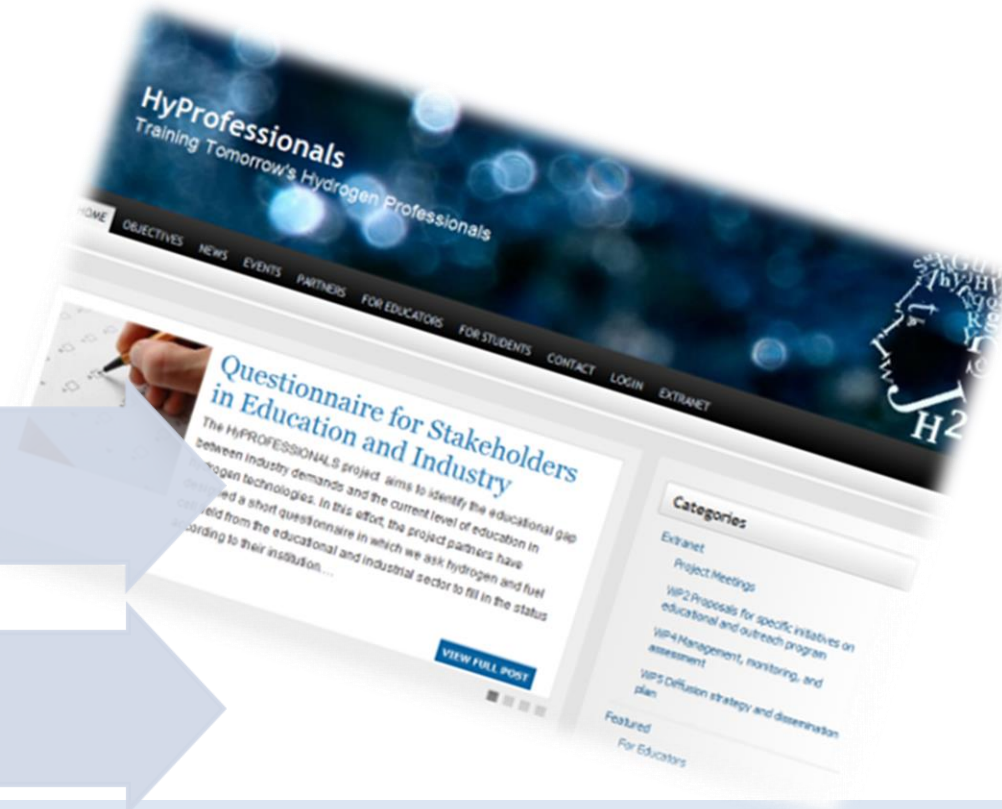 HyProfessionals
Training Tomorrow's Hydrogen Professionals
HOME OBJECTIVES NEWS EVENTS PARTNERS FOR EDUCATORS FOR STUDENTS CONTACT LOGIN EXTRANET
H2
Questionnaire for Stakeholders
in Education and Industry
The HyPROFESSIONALS project aims to identify the educational gap
between industry demands and the current level of education in
hydrogen technologies. In this effort, the project partners have
a short questionnaire in which we ask hydrogen and fuel
from the educational and industrial sector to fill in the status
according to their institution....
VIEW FULL POST
Categories
Extranet
Project Meetings
WP2 Proposals for specific initiatives on
educational and outreach program
WP4 Management, monitoring, and
assessment
WP5 Diffusion strategy and dissemination
plan
Featured
For Educators